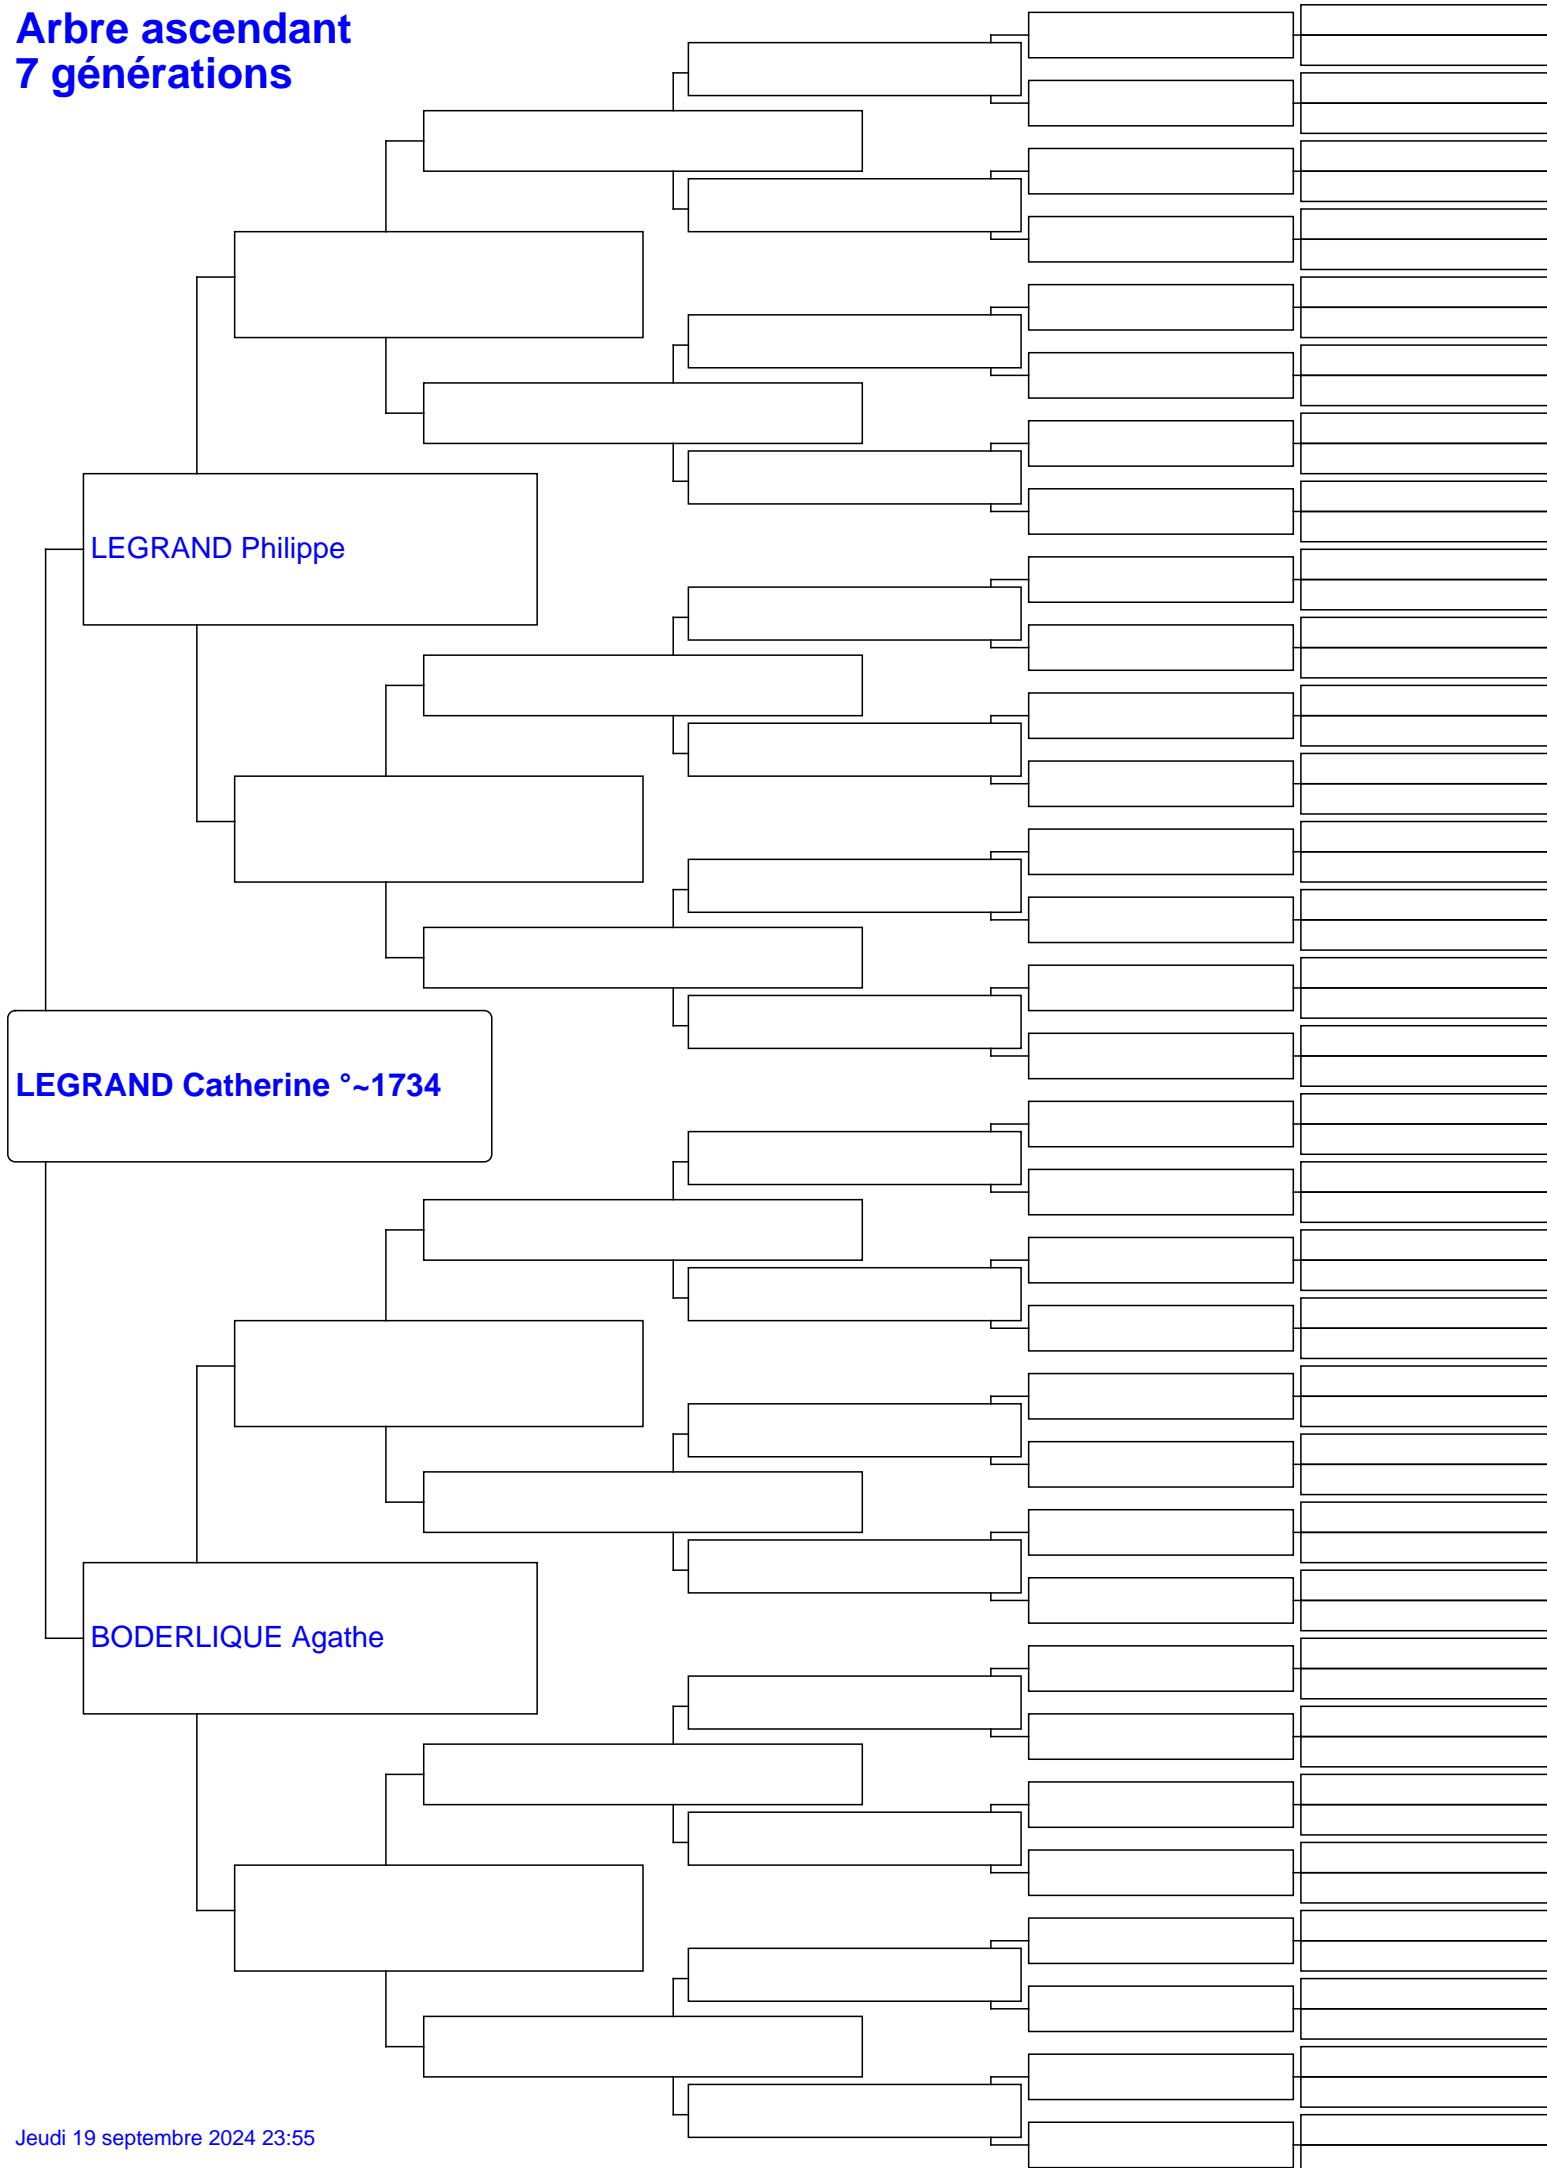 Arbre ascendant
7 générations
LEGRAND Philippe
LEGRAND Catherine °~1734
BODERLIQUE Agathe
Jeudi 19 septembre 2024 23:55